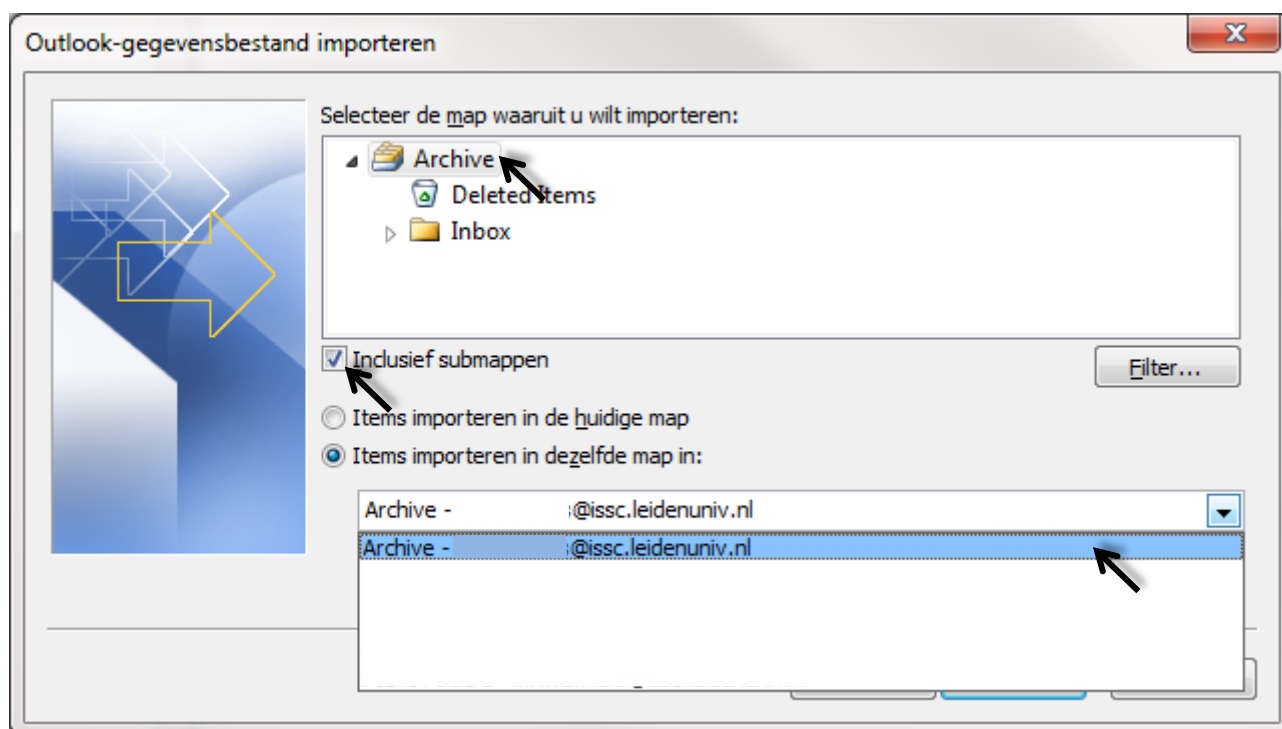 Outlook-gegevensbestand importeren
Selecteer de map waaruit u wilt importeren:
Archive
Deleted Items
Inbox
Inclusief submappen
Filter...
Items importeren in de huidige map
Items importeren in dezelfde map in:
Archive - @issc.leidenuniv.nl
Archive - @issc.leidenuniv.nl